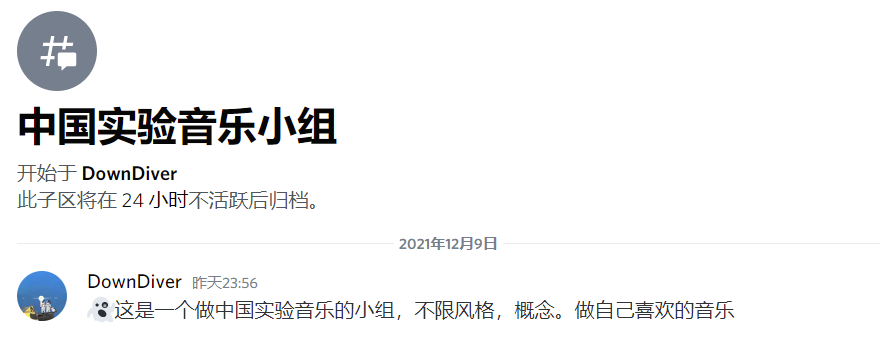 中国实验音乐小组
开始于 DownDiver
此子区将在 24 小时不活跃后归档。
2021年12月9日
DownDiver 昨天23:56
这是一个做中国实验音乐的小组，不限风格，概念。做自己喜欢的音乐